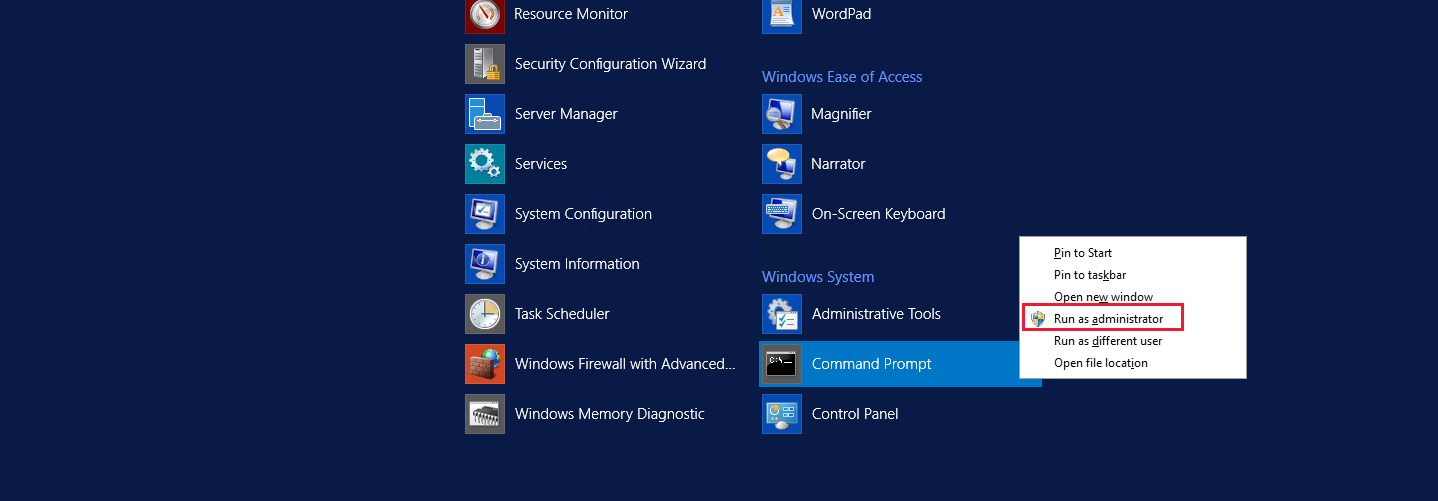 Resource Monitor
Security Configuration Wizard
Server Manager
Services
System Configuration
System Information
Task Scheduler
Windows Firewall with Advanced...
Windows Memory Diagnostic
WordPad
Windows Ease of Access
Magnifier
Narrator
On-Screen Keyboard
Windows System
Administrative Tools
C:\_
Command Prompt
Control Panel
Pin to Start
Pin to taskbar
Open new window
Run as administrator
Run as different user
Open file location